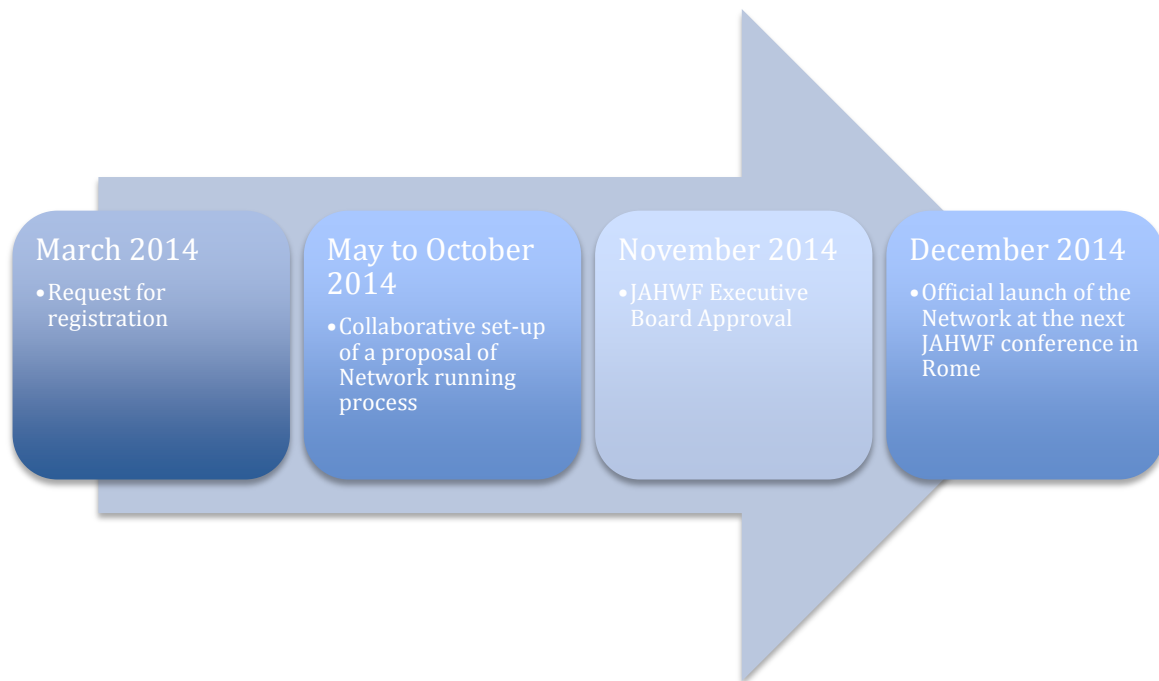 March 2014
•Request for
registration
May to October
2014
•Collaborative set-up
of a proposal of
Network running
process
November 2014
•JAHWF Executive
Board Approval
December 2014
•Official launch of the
Network at the next
JAHWF conference in
Rome